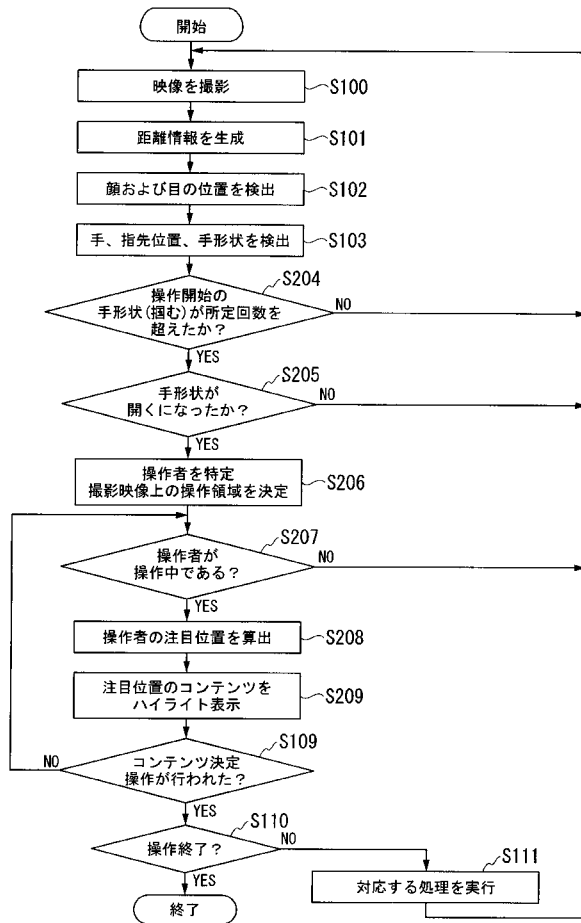 開始
映像を撮影
S100
距離情報を生成
S101
顔および目の位置を検出
S102
手、指先位置、手形状を検出
S103
操作開始の
手形状(掴む)が所定回数を
超えたか？
S204
NO
YES
手形状が
開くになったか？
S205
NO
YES
操作者を特定
撮影映像上の操作領域を決定
S206
操作者が
操作中である？
S207
NO
YES
操作者の注目位置を算出
S208
注目位置のコンテンツを
ハイライト表示
S209
コンテンツ決定
操作が行われた？
S109
NO
YES
操作終了？
S110
NO
YES
対応する処理を実行
S111
終了